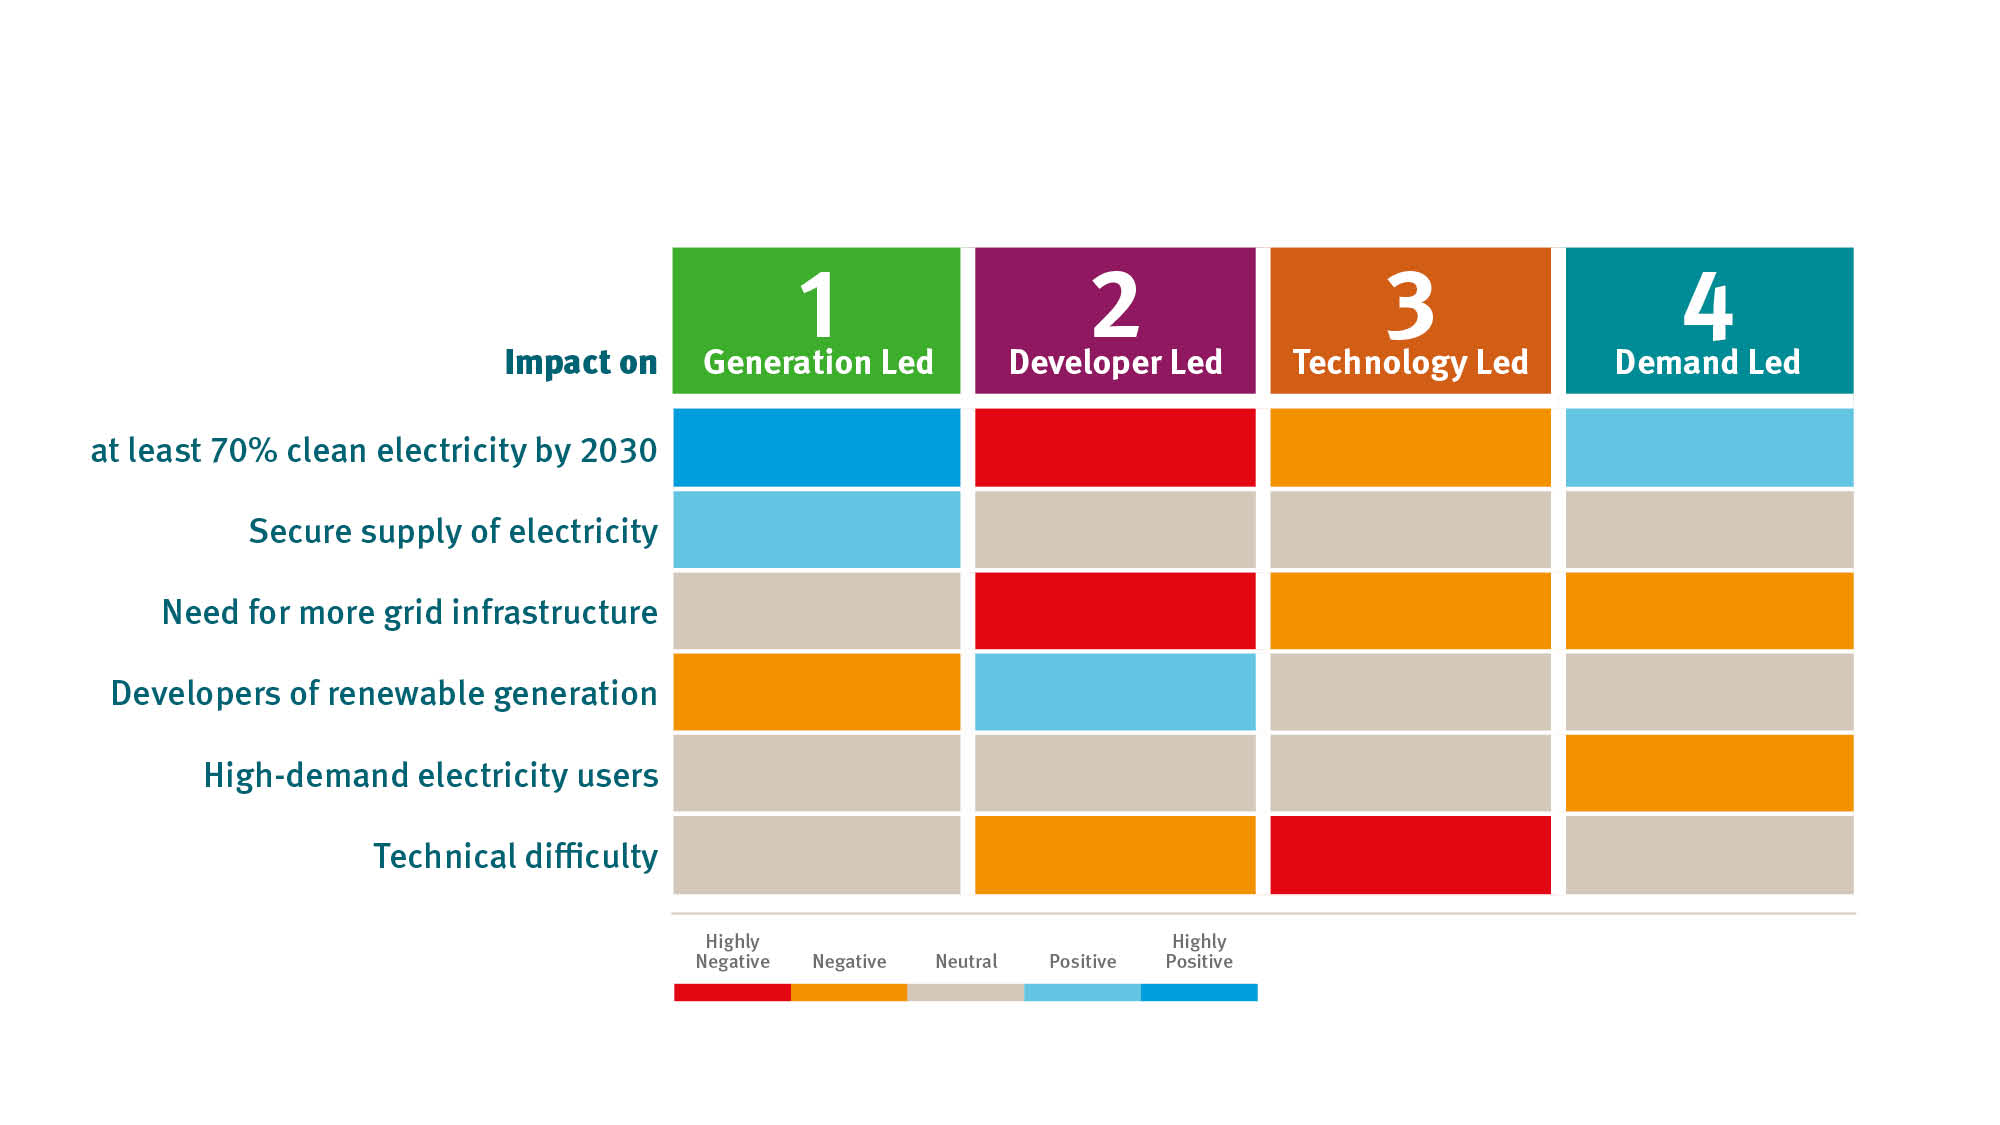 1
Generation Led
2
Developer Led
3
Technology Led
4
Demand Led
Impact on
at least 70% clean electricity by 2030
Secure supply of electricity
Need for more grid infrastructure
Developers of renewable generation
High-demand electricity users
Technical difficulty
Highly
Negative
Negative
Neutral
Positive
Highly
Positive